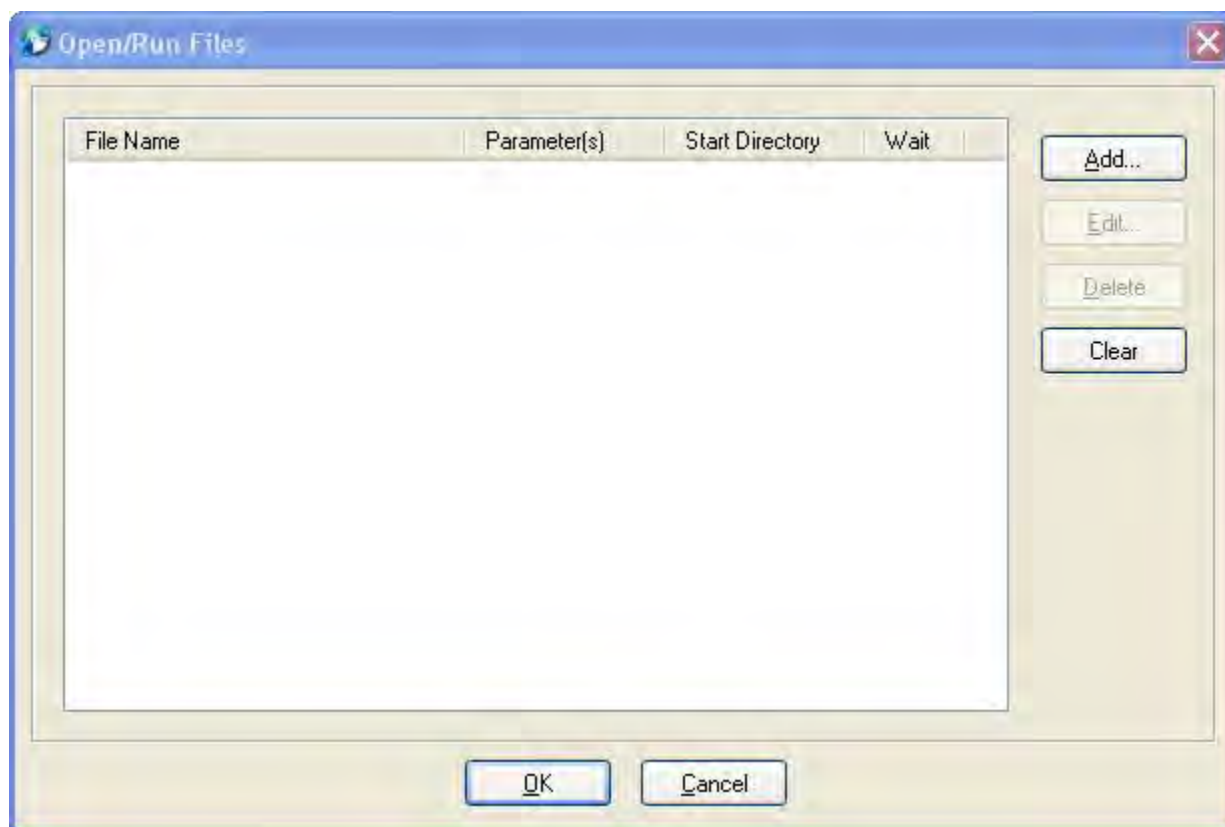 Open/Run Files
File Name Parameter(s) Start Directory Wait
Add...
Edit...
Delete
Clear
OK Cancel